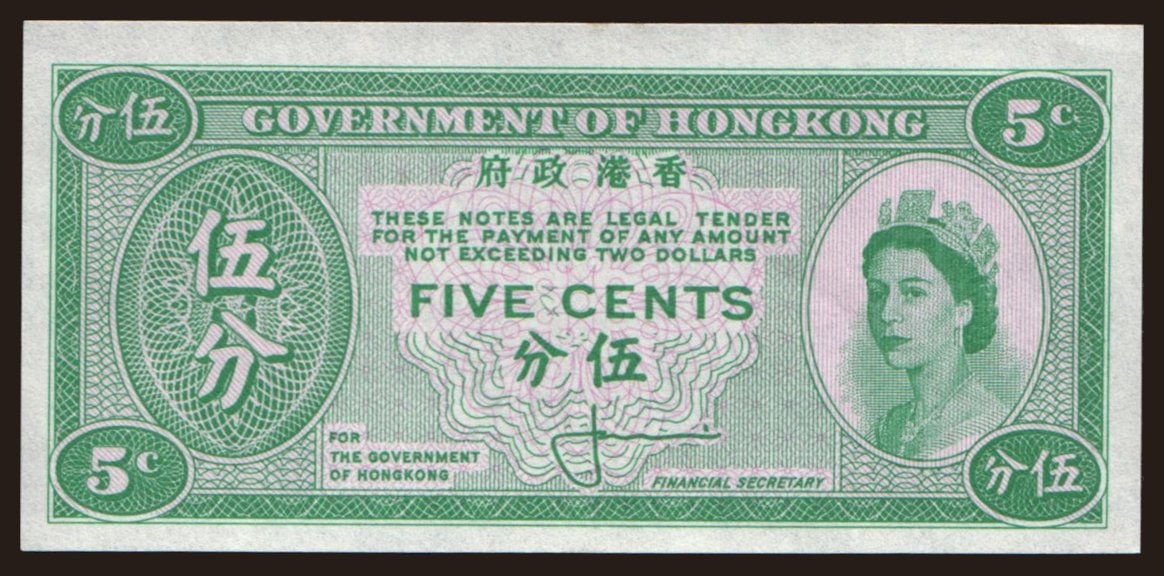 分伍
GOVERNMENT OF HONGKONG
5c
府政港香
THESE NOTES ARE LEGAL TENDER
FOR THE PAYMENT OF ANY AMOUNT
NOT EXCEEDING TWO DOLLARS
伍分
FIVE CENTS
分伍
FOR
THE GOVERNMENT
OF HONGKONG
FINANCIAL SECRETARY
5c
分伍